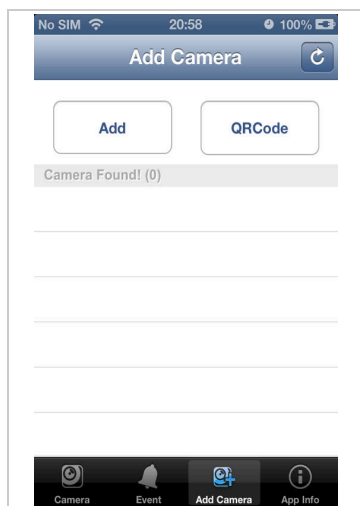 No SIM 20:58 100%
Add Camera
Add QRCode
Camera Found! (0)
Camera Event Add Camera App Info